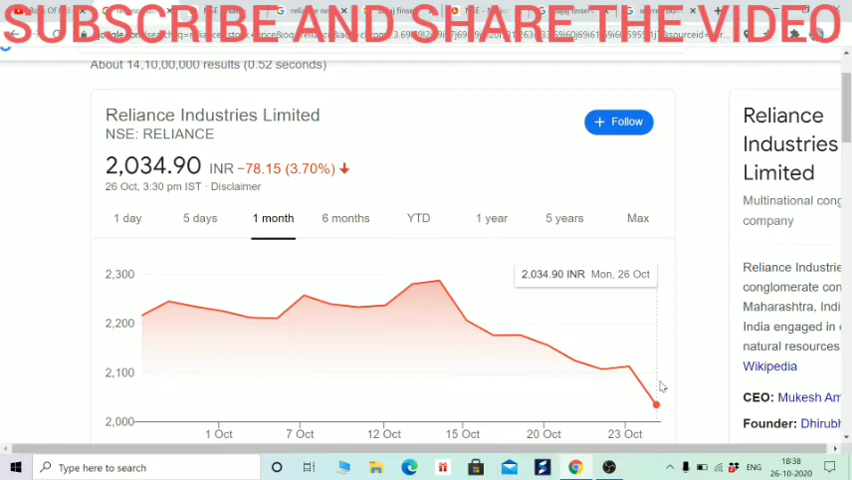 SUBSCRIBE AND SHARE THE VIDEO
About 14,10,00,000 results (0.52 seconds)
Reliance Industries Limited
NSE: RELIANCE
Follow
2,034.90 INR −78.15 (3.70%)
26 Oct, 3:30 pm IST · Disclaimer
1 day 5 days 1 month 6 months YTD 1 year 5 years Max
2,034.90 INR Mon, 26 Oct
2,300
2,200
2,100
2,000
1 Oct 7 Oct 12 Oct 15 Oct 20 Oct 23 Oct
Reliance
Industries
Limited
Multinational cong
company
Reliance Industrie
conglomerate com
Maharashtra, Indi
India engaged in e
natural resources
Wikipedia
CEO: Mukesh Am
Founder: Dhirubh
Type here to search
ENG
18:38
26-10-2020